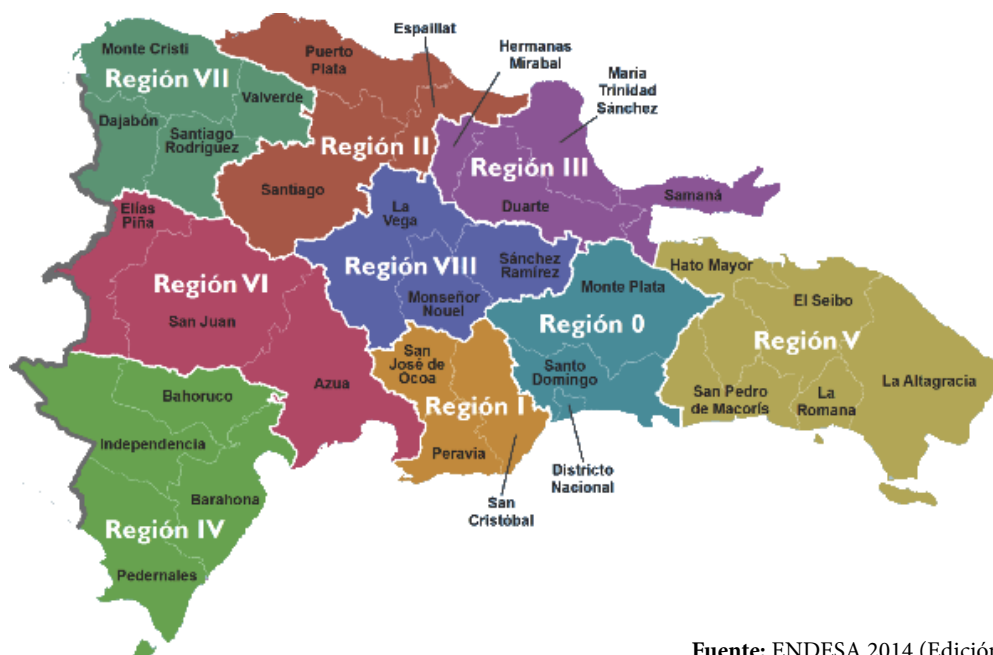 Espaillat
Hermanas
Mirabal
María
Trinidad
Sánchez
Monte Cristi
Región VII
Valverde
Dajabón
Santiago
Rodríguez
Puerto
Plata
Región II
Santiago
Región III
Duarte
Samaná
Elías
Piña
Región VI
San Juan
Azua
La
Vega
Región VIII
Sánchez
Ramírez
Monseñor
Nouel
Monte Plata
Región 0
Santo
Domingo
Districto
Nacional
Hato Mayor
El Seibo
Región V
La Altagracia
San Pedro
de Macorís
La
Romana
San
José de
Ocoa
Región I
Peravia
San
Cristóbal
Bahoruco
Independencia
Barahona
Región IV
Pedernales
Fuente: ENDESA 2014 (Edición